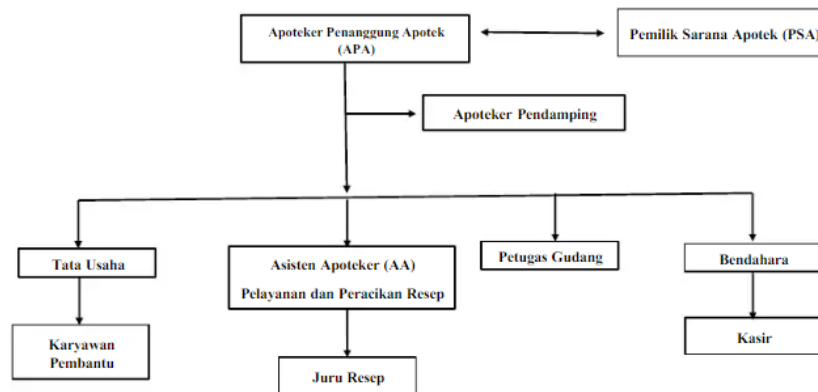 Apoteker Penanggung Apotek
(APA)
Pemilik Sarana Apotek (PSA)
Apoteker Pendamping
Tata Usaha
Asisten Apoteker (AA)
Pelayanan dan Peracikan Resep
Petugas Gudang
Bendahara
Karyawan
Pembantu
Juru Resep
Kasir